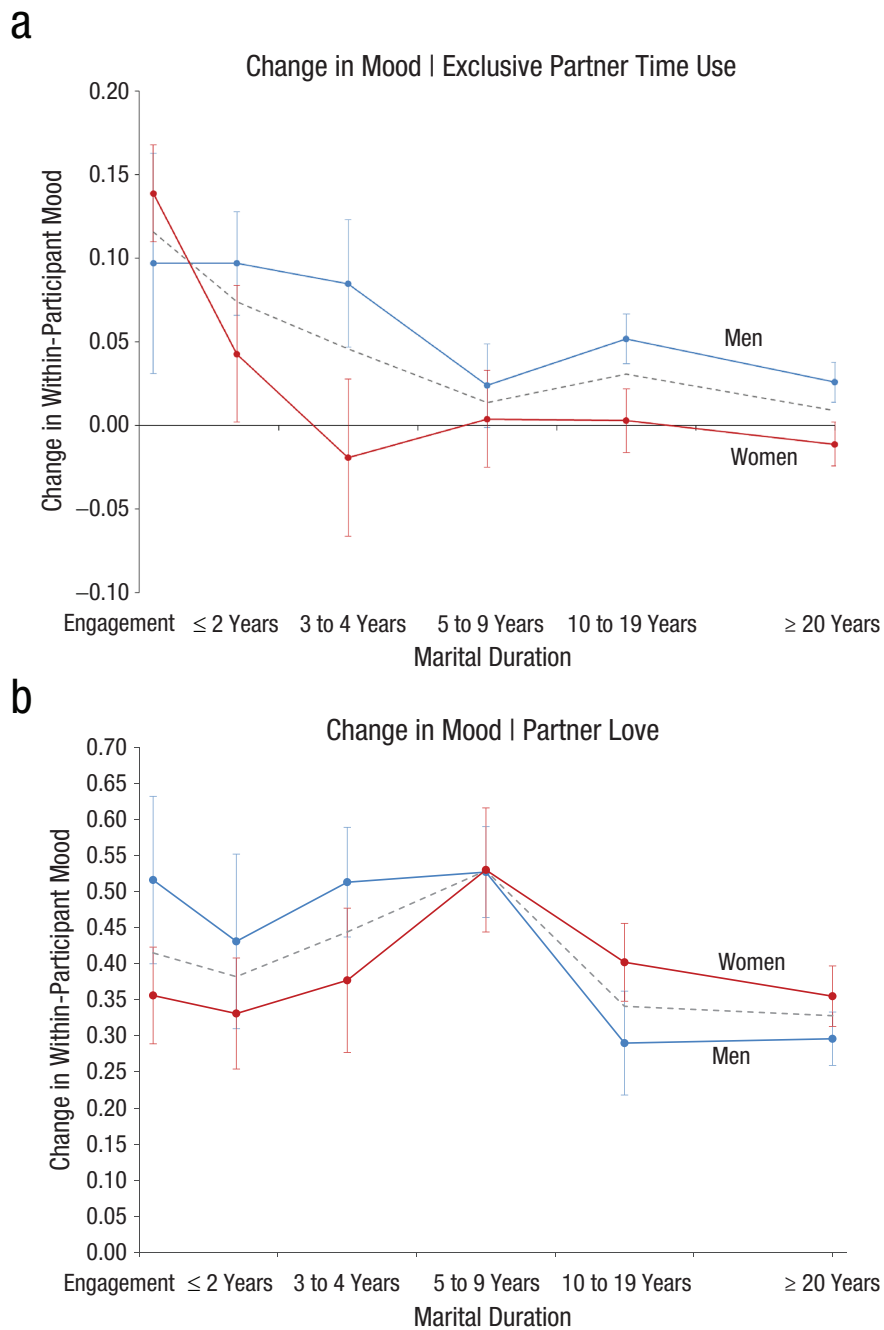 a
Change in Mood | Exclusive Partner Time Use
Change in Within-Participant Mood
0.20
0.15
0.10
0.05
0.00
−0.05
−0.10
Men
Women
Engagement ≤ 2 Years 3 to 4 Years 5 to 9 Years 10 to 19 Years ≥ 20 Years
Marital Duration
b
Change in Mood | Partner Love
Change in Within-Participant Mood
0.70
0.65
0.60
0.55
0.50
0.45
0.40
0.35
0.30
0.25
0.20
0.15
0.10
0.05
0.00
Women
Men
Engagement ≤ 2 Years 3 to 4 Years 5 to 9 Years 10 to 19 Years ≥ 20 Years
Marital Duration